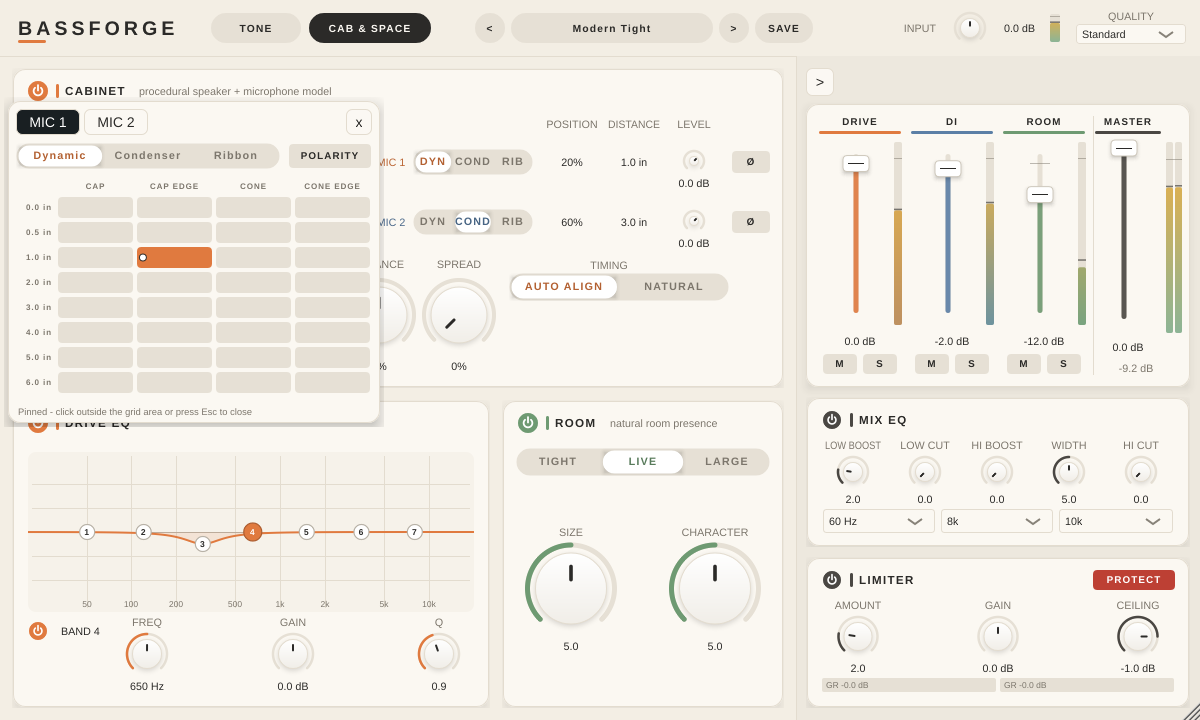 BASSFORGE
TONE
CAB & SPACE
<
Modern Tight
>
SAVE
INPUT
0.0 dB
QUALITY
Standard
CABINET
procedural speaker + microphone model
MIC 1
MIC 2
x
Dynamic
Condenser
Ribbon
POLARITY
CAP
CAP EDGE
CONE
CONE EDGE
0.0 in
0.5 in
1.0 in
2.0 in
3.0 in
4.0 in
5.0 in
6.0 in
Pinned - click outside the grid area or press Esc to close
POSITION
DISTANCE
LEVEL
MIC 1
DYN
COND
RIB
20%
1.0 in
0.0 dB
Ø
MIC 2
DYN
COND
RIB
60%
3.0 in
0.0 dB
Ø
ANCE
SPREAD
TIMING
AUTO ALIGN
NATURAL
%
0%
DRIVE EQ
1
2
3
4
5
6
7
50
100
200
500
1k
2k
5k
10k
BAND 4
FREQ
GAIN
Q
650 Hz
0.0 dB
0.9
ROOM
natural room presence
TIGHT
LIVE
LARGE
SIZE
CHARACTER
5.0
5.0
>
DRIVE
DI
ROOM
MASTER
0.0 dB
-2.0 dB
-12.0 dB
0.0 dB
M
S
M
S
M
S
-9.2 dB
MIX EQ
LOW BOOST
LOW CUT
HI BOOST
WIDTH
HI CUT
2.0
0.0
0.0
5.0
0.0
60 Hz
8k
10k
LIMITER
PROTECT
AMOUNT
GAIN
CEILING
2.0
0.0 dB
-1.0 dB
GR -0.0 dB
GR -0.0 dB